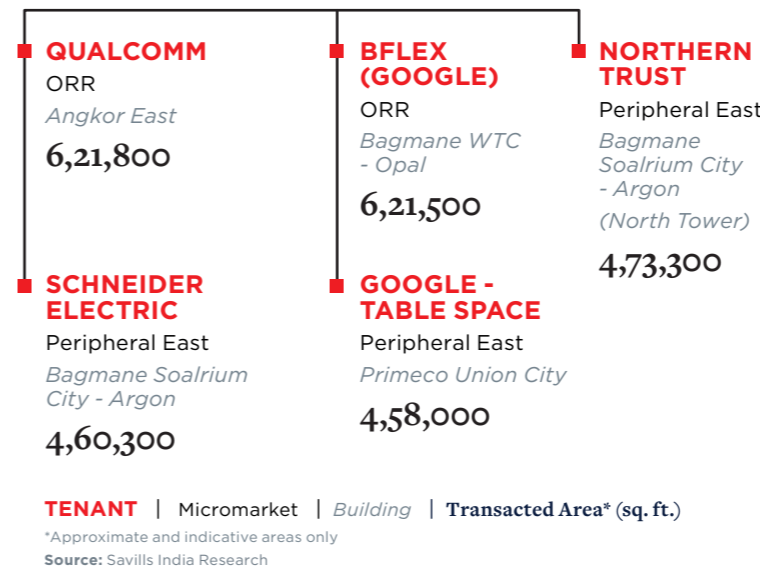 QUALCOMM
ORR
Angkor East
6,21,800
BFLEX
(GOOGLE)
ORR
Bagmane WTC
- Opal
6,21,500
NORTHERN
TRUST
Peripheral East
Bagmane
Soalrium City
- Argon
(North Tower)
4,73,300
SCHNEIDER
ELECTRIC
Peripheral East
Bagmane Soalrium
City - Argon
4,60,300
GOOGLE -
TABLE SPACE
Peripheral East
Primeco Union City
4,58,000
TENANT | Micromarket | Building | Transacted Area* (sq. ft.)
*Approximate and indicative areas only
Source: Savills India Research